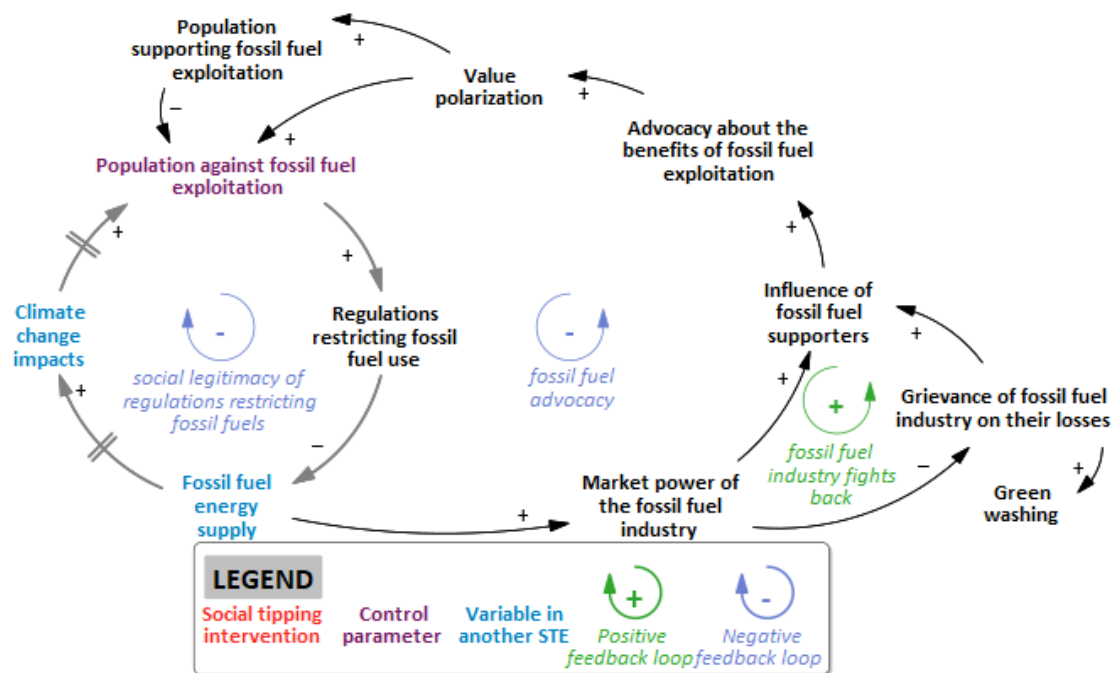 Population
supporting fossil fuel
exploitation
+
Value
polarization
−
+
+
Advocacy about the
benefits of fossil fuel
exploitation
Population against fossil fuel
exploitation
+
+
+
Climate
change
impacts
-
social legitimacy of
regulations restricting
fossil fuels
Regulations
restricting fossil
fuel use
-
fossil fuel
advocacy
Influence of
fossil fuel
supporters
+
+
+
+
fossil fuel
industry fights
back
Grievance of fossil fuel
industry on their losses
+
−
−
+
Green
washing
Fossil fuel
energy
supply
+
Market power of
the fossil fuel
industry
LEGEND
Social tipping
intervention
Control
parameter
Variable in
another STE
+
Positive
feedback loop
-
Negative
feedback loop